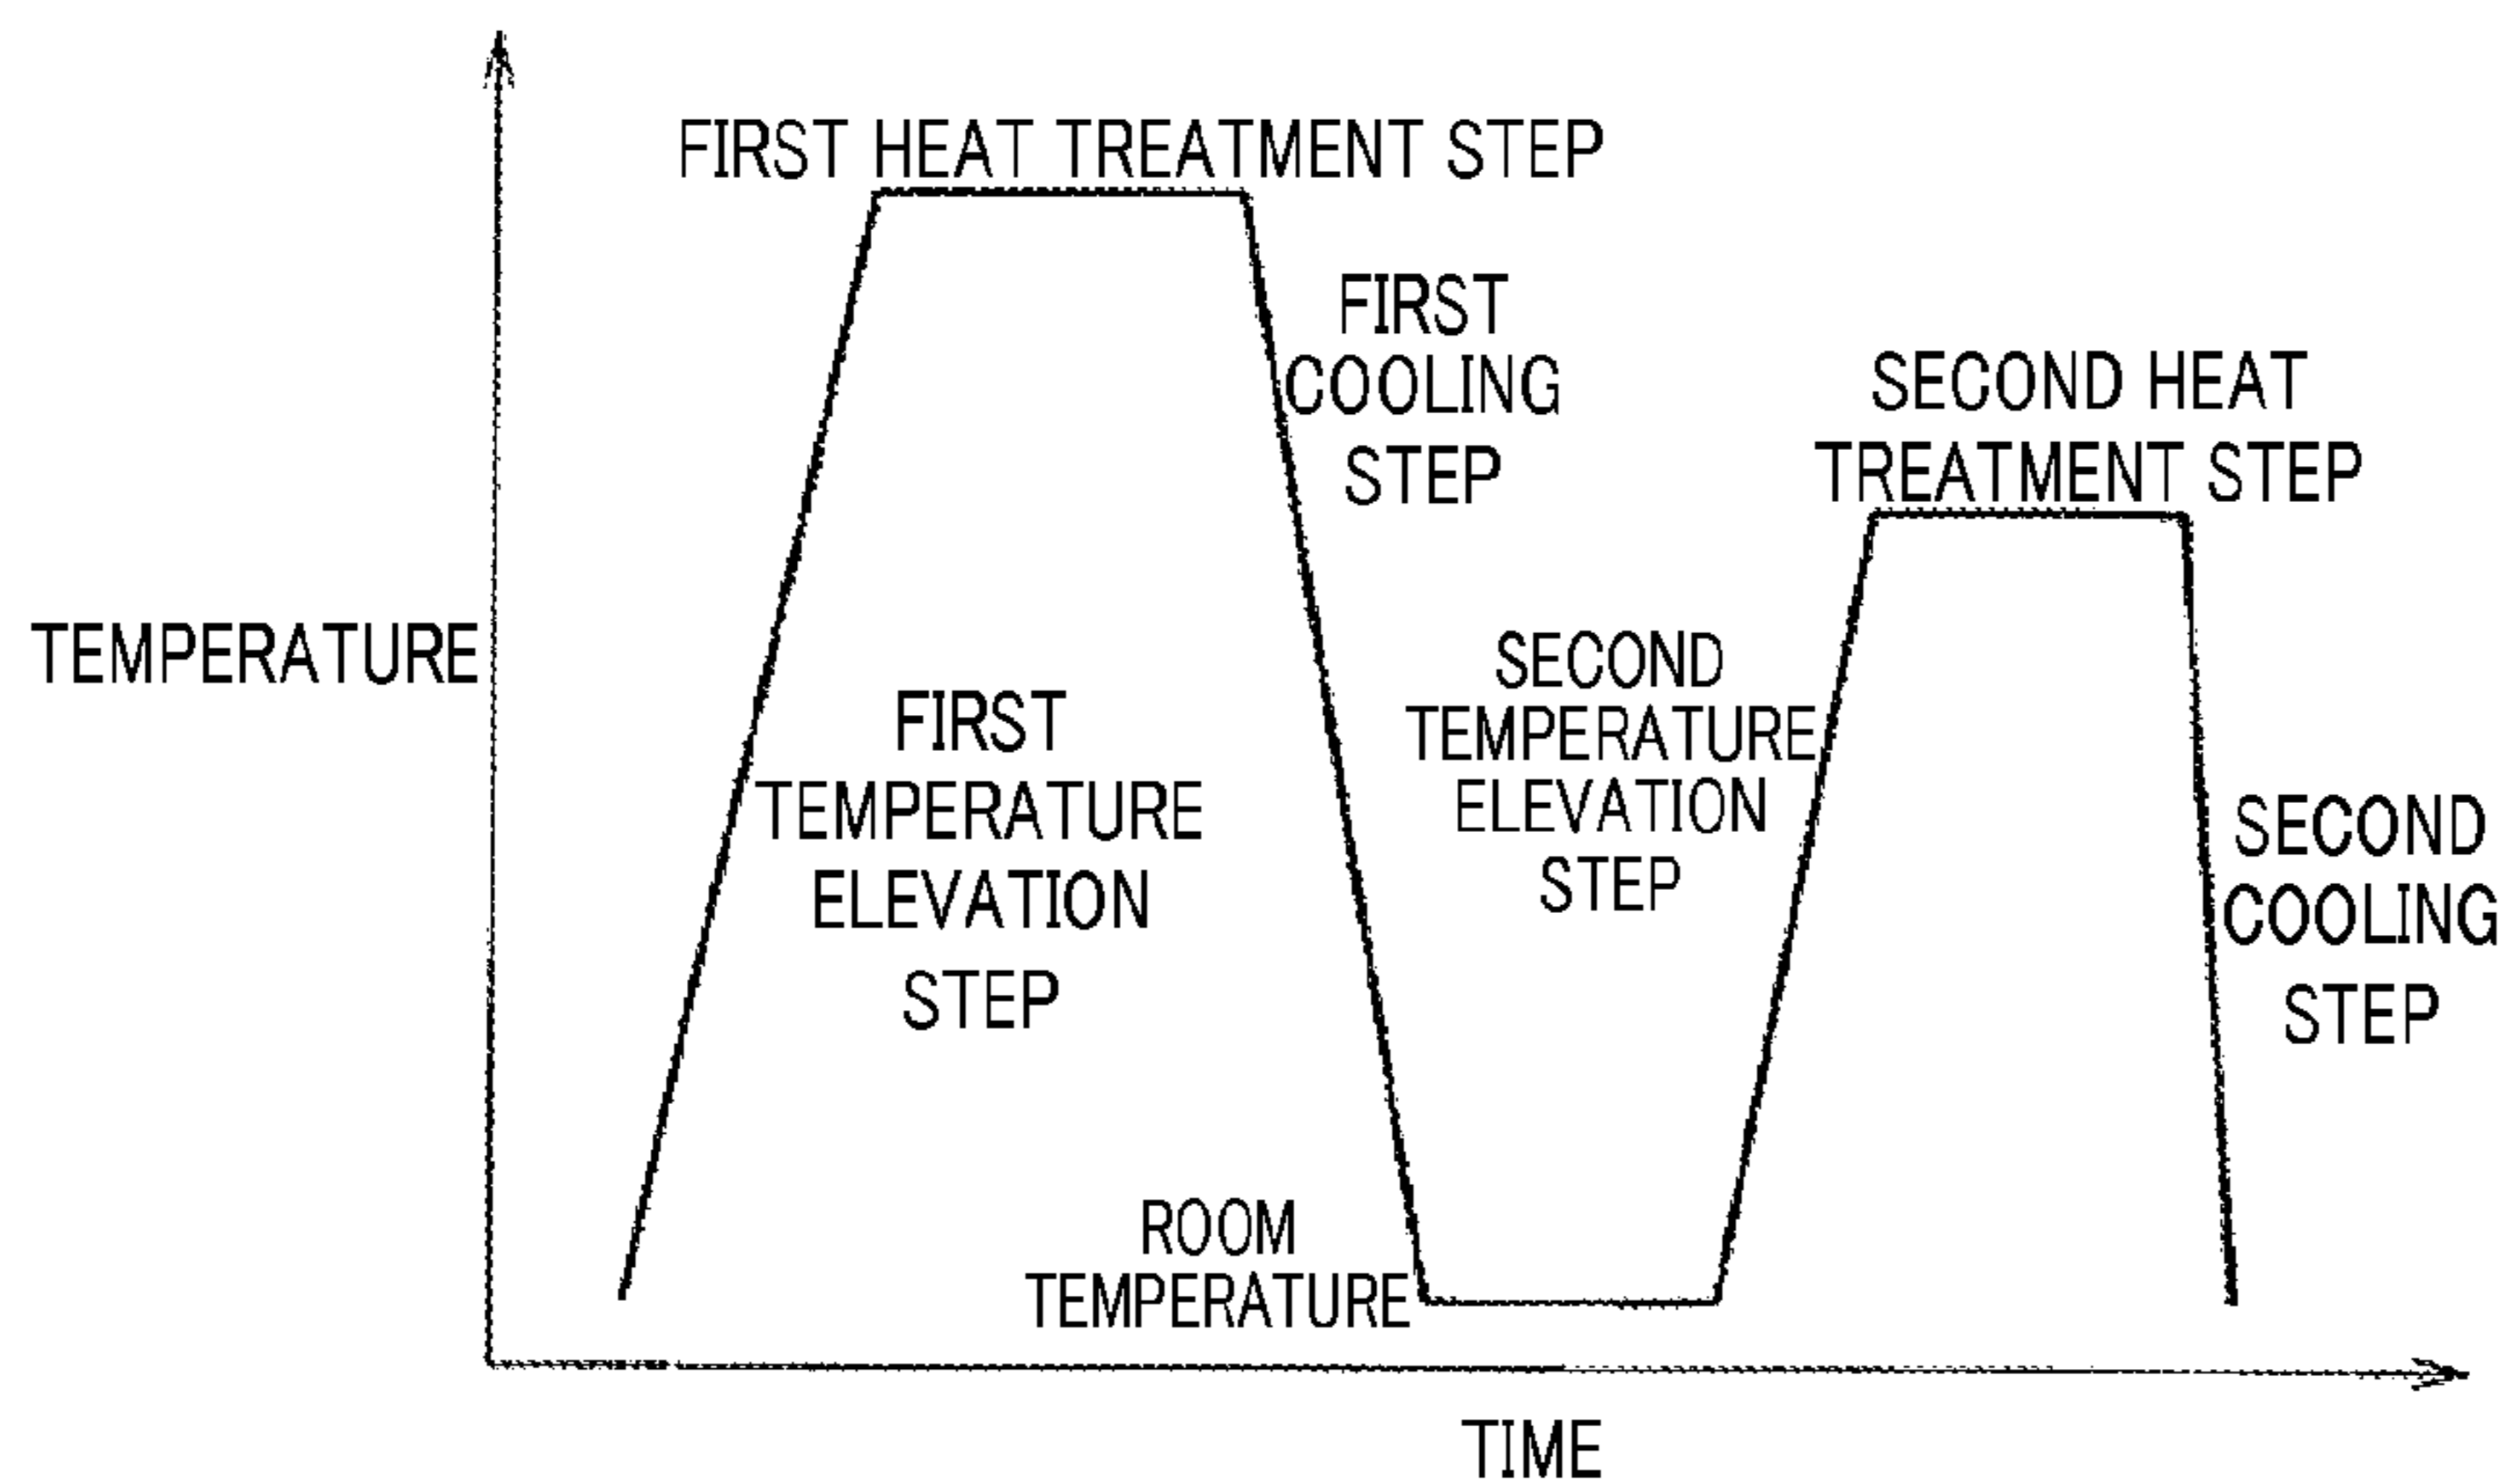 FIRST HEAT TREATMENT STEP
FIRST
COOLING
STEP
SECOND HEAT
TREATMENT STEP
TEMPERATURE
FIRST
TEMPERATURE
ELEVATION
STEP
SECOND
TEMPERATURE
ELEVATION
STEP
SECOND
COOLING
STEP
ROOM
TEMPERATURE
TIME